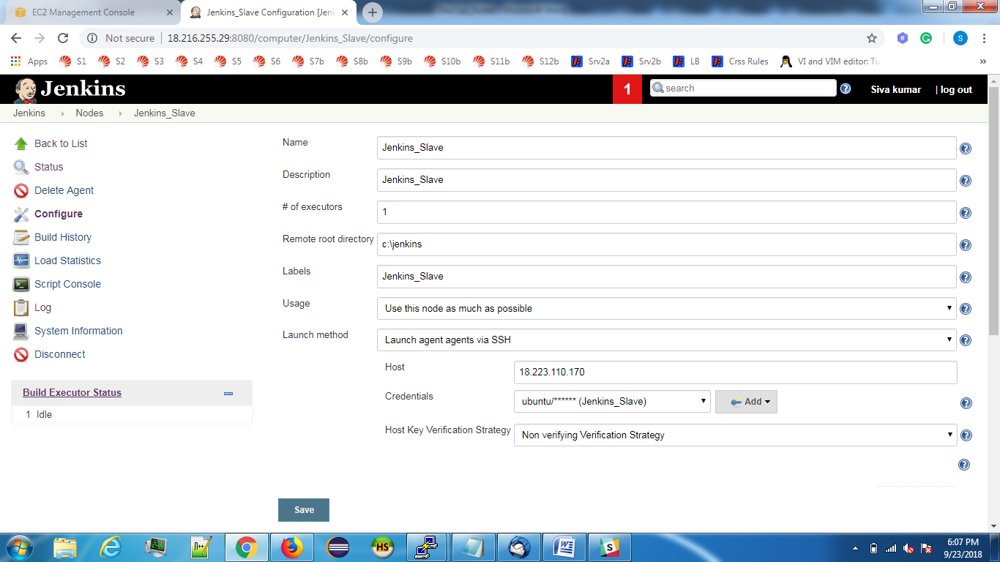 EC2 Management Console
Jenkins_Slave Configuration [Jen
Not secure 18.216.255.29:8080/computer/Jenkins_Slave/configure
S
Apps S1 S2 S3 S4 S5 S6 S7b S8b S9b S10b S11b S12b Srv2a Srv2b LB Crss Rules VI and VIM editor: Tu
Jenkins 1 search Siva kumar | log out
Jenkins Nodes Jenkins_Slave
Back to List
Status
Delete Agent
Configure
Build History
Load Statistics
Script Console
Log
System Information
Disconnect
Build Executor Status
1 Idle
Name Jenkins_Slave
Description Jenkins_Slave
# of executors 1
Remote root directory c:\jenkins
Labels Jenkins_Slave
Usage Use this node as much as possible
Launch method Launch agent agents via SSH
Host 18.223.110.170
Credentials ubuntu/****** (Jenkins_Slave) Add
Host Key Verification Strategy Non verifying Verification Strategy
Save
HS
6:07 PM
9/23/2018